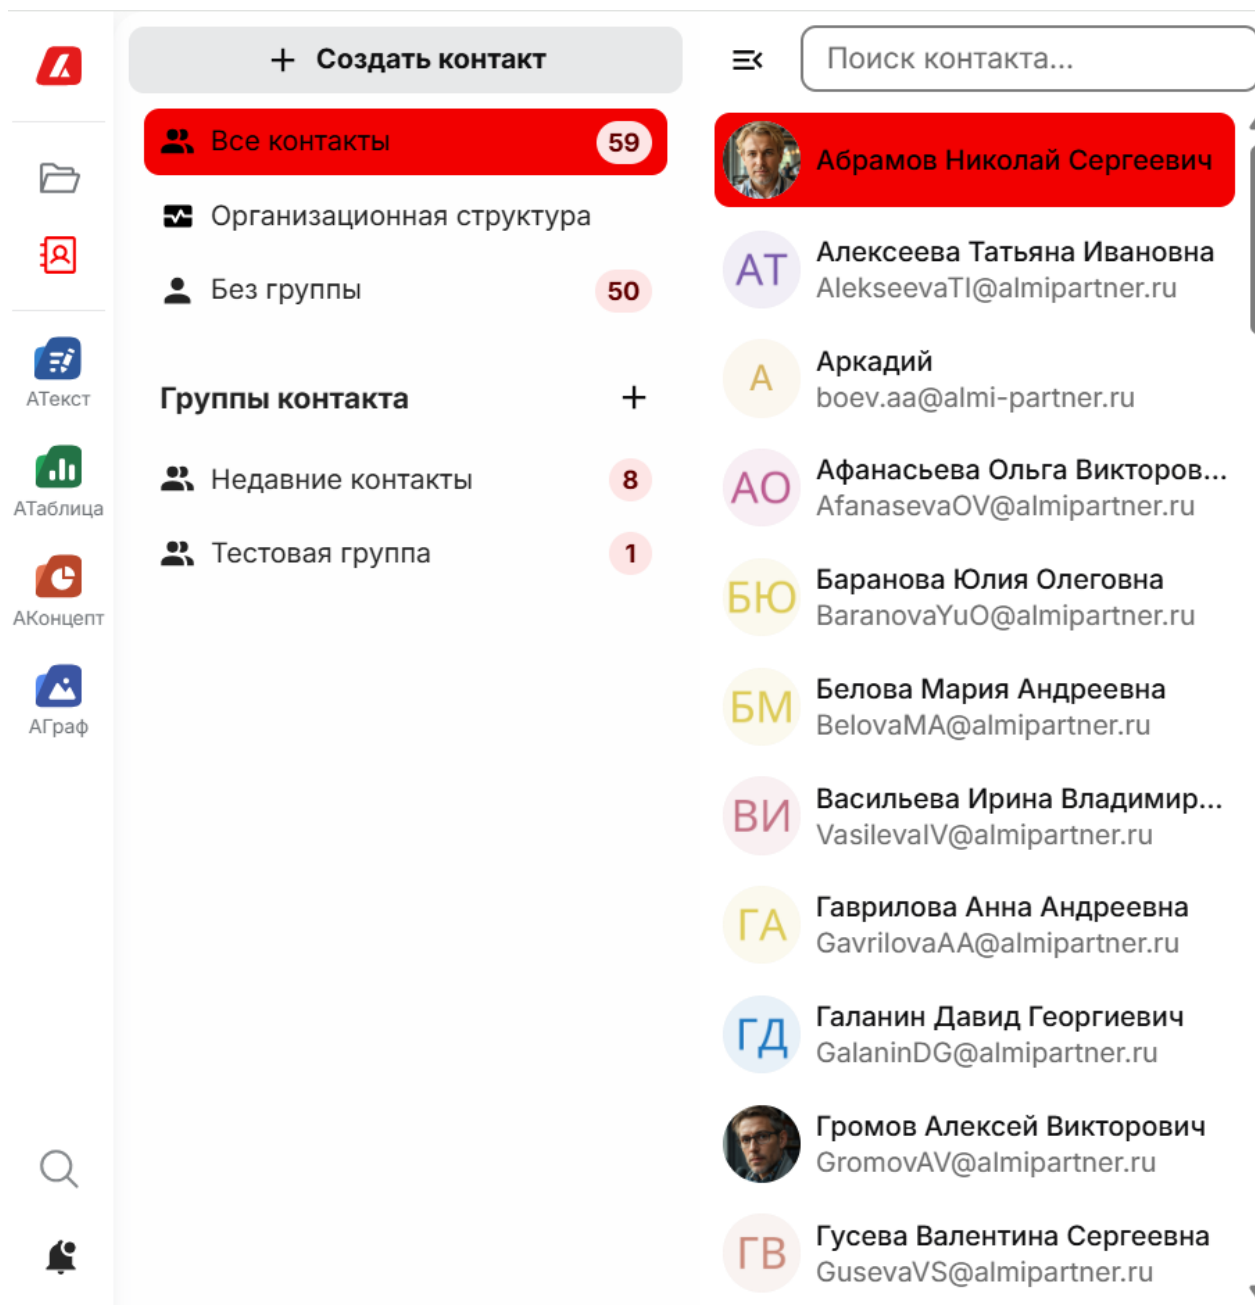 Создать контакт
Поиск контакта...
Все контакты 59
Организационная структура
Без группы 50
Группы контакта
Недавние контакты 8
Тестовая группа 1
АТекст
АТаблица
АКонцепт
АГраф
Абрамов Николай Сергеевич
АТ
Алексеева Татьяна Ивановна
AlekseevaTI@almipartner.ru
А
Аркадий
boev.aa@almi-partner.ru
АО
Афанасьева Ольга Викторов...
AfanasevaOV@almipartner.ru
БЮ
Баранова Юлия Олеговна
BaranovaYuO@almipartner.ru
БМ
Белова Мария Андреевна
BelovaMA@almipartner.ru
ВИ
Васильева Ирина Владимир...
VasilevaIV@almipartner.ru
ГА
Гаврилова Анна Андреевна
GavrilovaAA@almipartner.ru
ГД
Галанин Давид Георгиевич
GalaninDG@almipartner.ru
Громов Алексей Викторович
GromovAV@almipartner.ru
ГВ
Гусева Валентина Сергеевна
GusevaVS@almipartner.ru